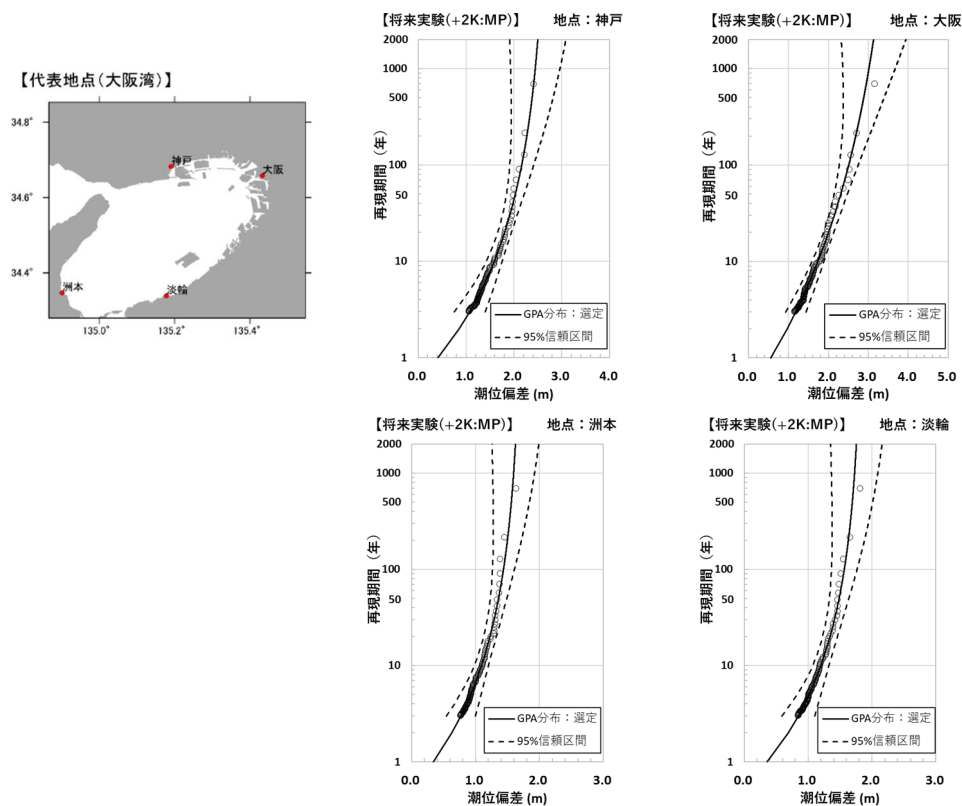 【代表地点(大阪湾)】
34.8°
34.6°
34.4°
135.0°
135.2°
135.4°
神戸
大阪
洲本
淡輪
【将来実験(+2K:MP)】 地点：神戸
再現期間（年）
2000
1000
500
100
50
10
1
GPA分布：選定
95%信頼区間
0.0 1.0 2.0 3.0 4.0
潮位偏差 (m)
【将来実験(+2K:MP)】 地点：大阪
再現期間（年）
2000
1000
500
100
50
10
1
GPA分布：選定
95%信頼区間
0.0 1.0 2.0 3.0 4.0 5.0
潮位偏差 (m)
【将来実験(+2K:MP)】 地点：洲本
再現期間（年）
2000
1000
500
100
50
10
1
GPA分布：選定
95%信頼区間
0.0 1.0 2.0 3.0
潮位偏差 (m)
【将来実験(+2K:MP)】 地点：淡輪
再現期間（年）
2000
1000
500
100
50
10
1
GPA分布：選定
95%信頼区間
0.0 1.0 2.0 3.0
潮位偏差 (m)